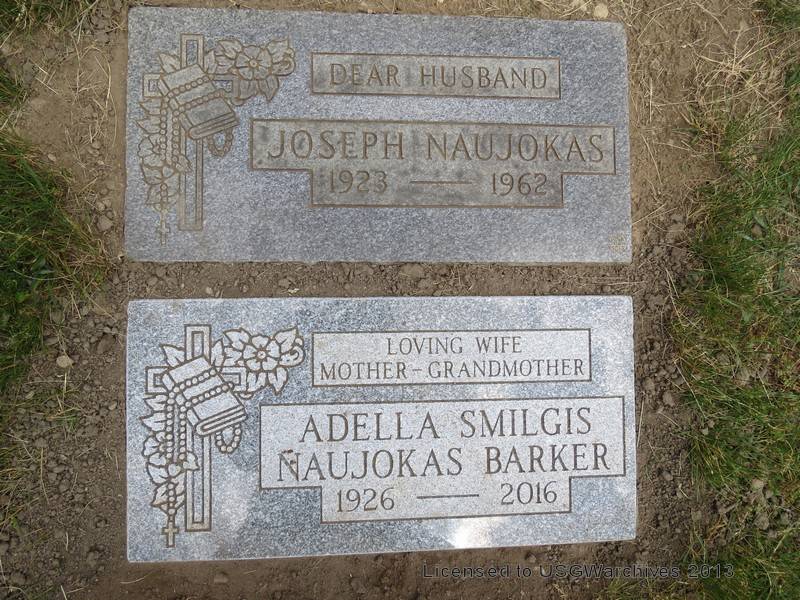 DEAR HUSBAND
JOSEPH NAUJOKAS
1923 — 1962
LOVING WIFE
MOTHER-GRANDMOTHER
ADELLA SMILGIS
NAUJOKAS BARKER
1926 — 2016
Licensed to USGWarchives 2013